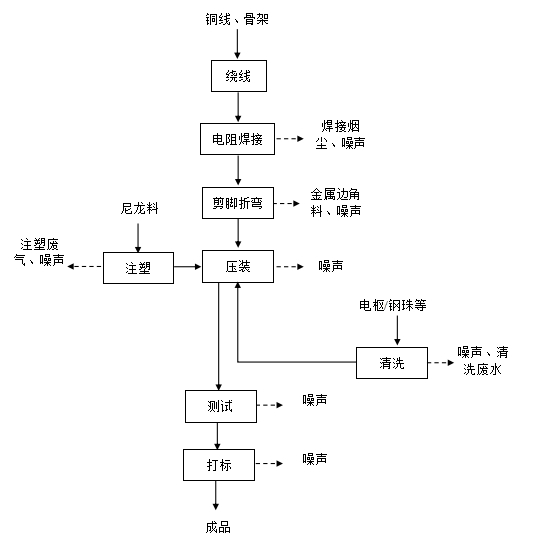 铜线、骨架
绕线
电阻焊接
焊接烟
尘、噪声
剪脚折弯
金属边角
料、噪声
尼龙料
注塑废
气、噪声
注塑
压装
噪声
电枢/钢珠等
清洗
噪声、清
洗废水
测试
噪声
打标
噪声
成品